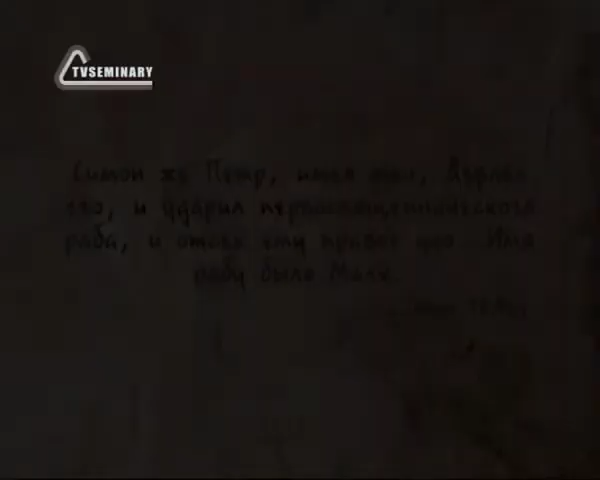 TVSEMINARY
Симон же Петр, имея меч, извлек
его, и ударил первосвященнического
раба, и отсек ему правое ухо. Имя
рабу было Малх.